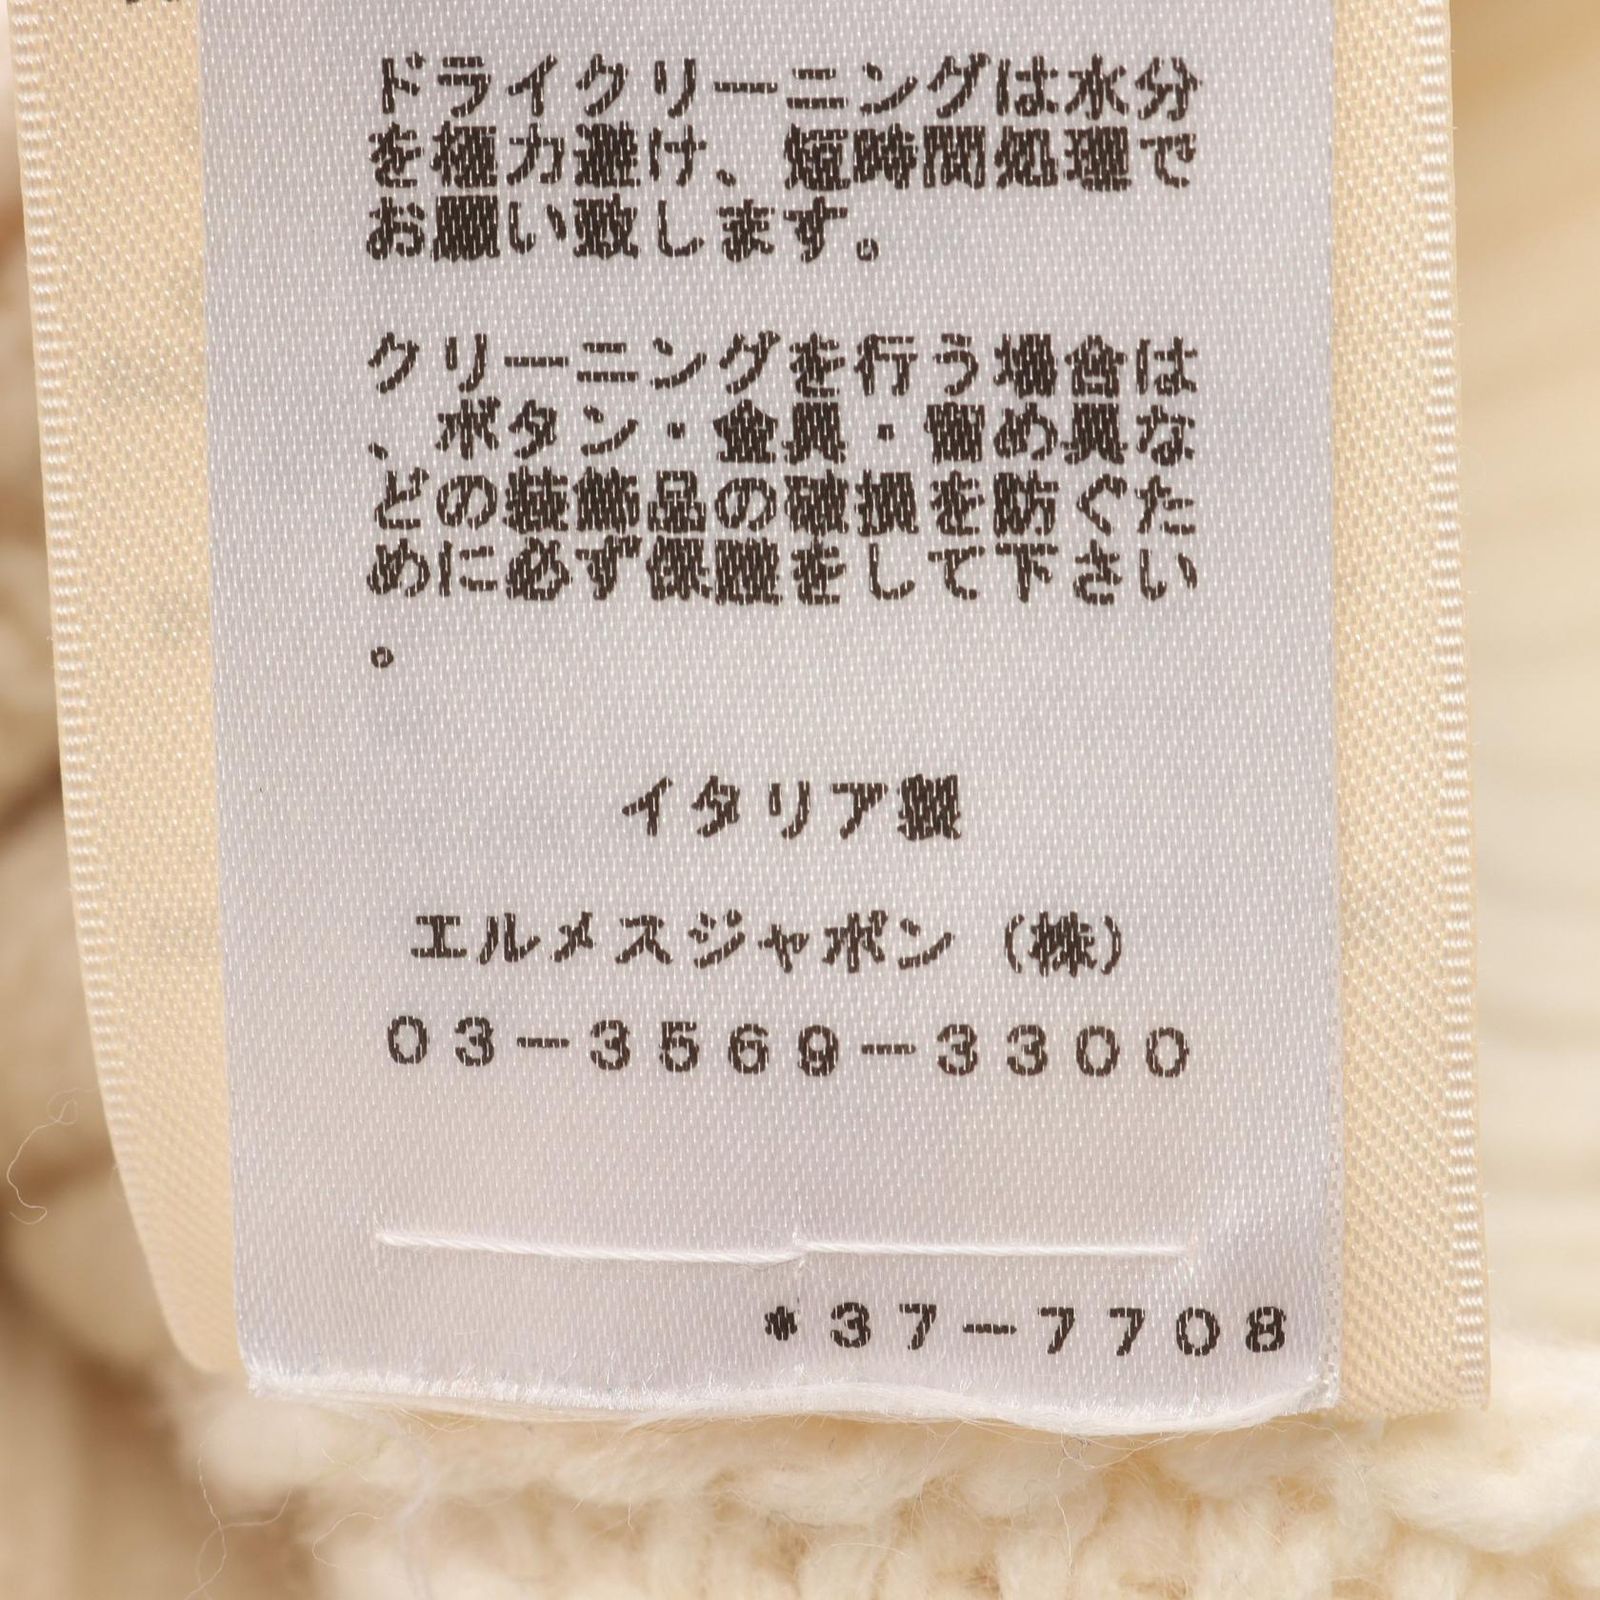 ドライクリーニングは水分
を極力避け、短時間処理で
お願い致します。
クリーニングを行う場合は
、ボタン・金具・留め具な
どの装飾品の破損を防ぐた
めに必ず保護をして下さい
。
イタリア製
エルメスジャポン（株）
03-3569-3300
*37-7708